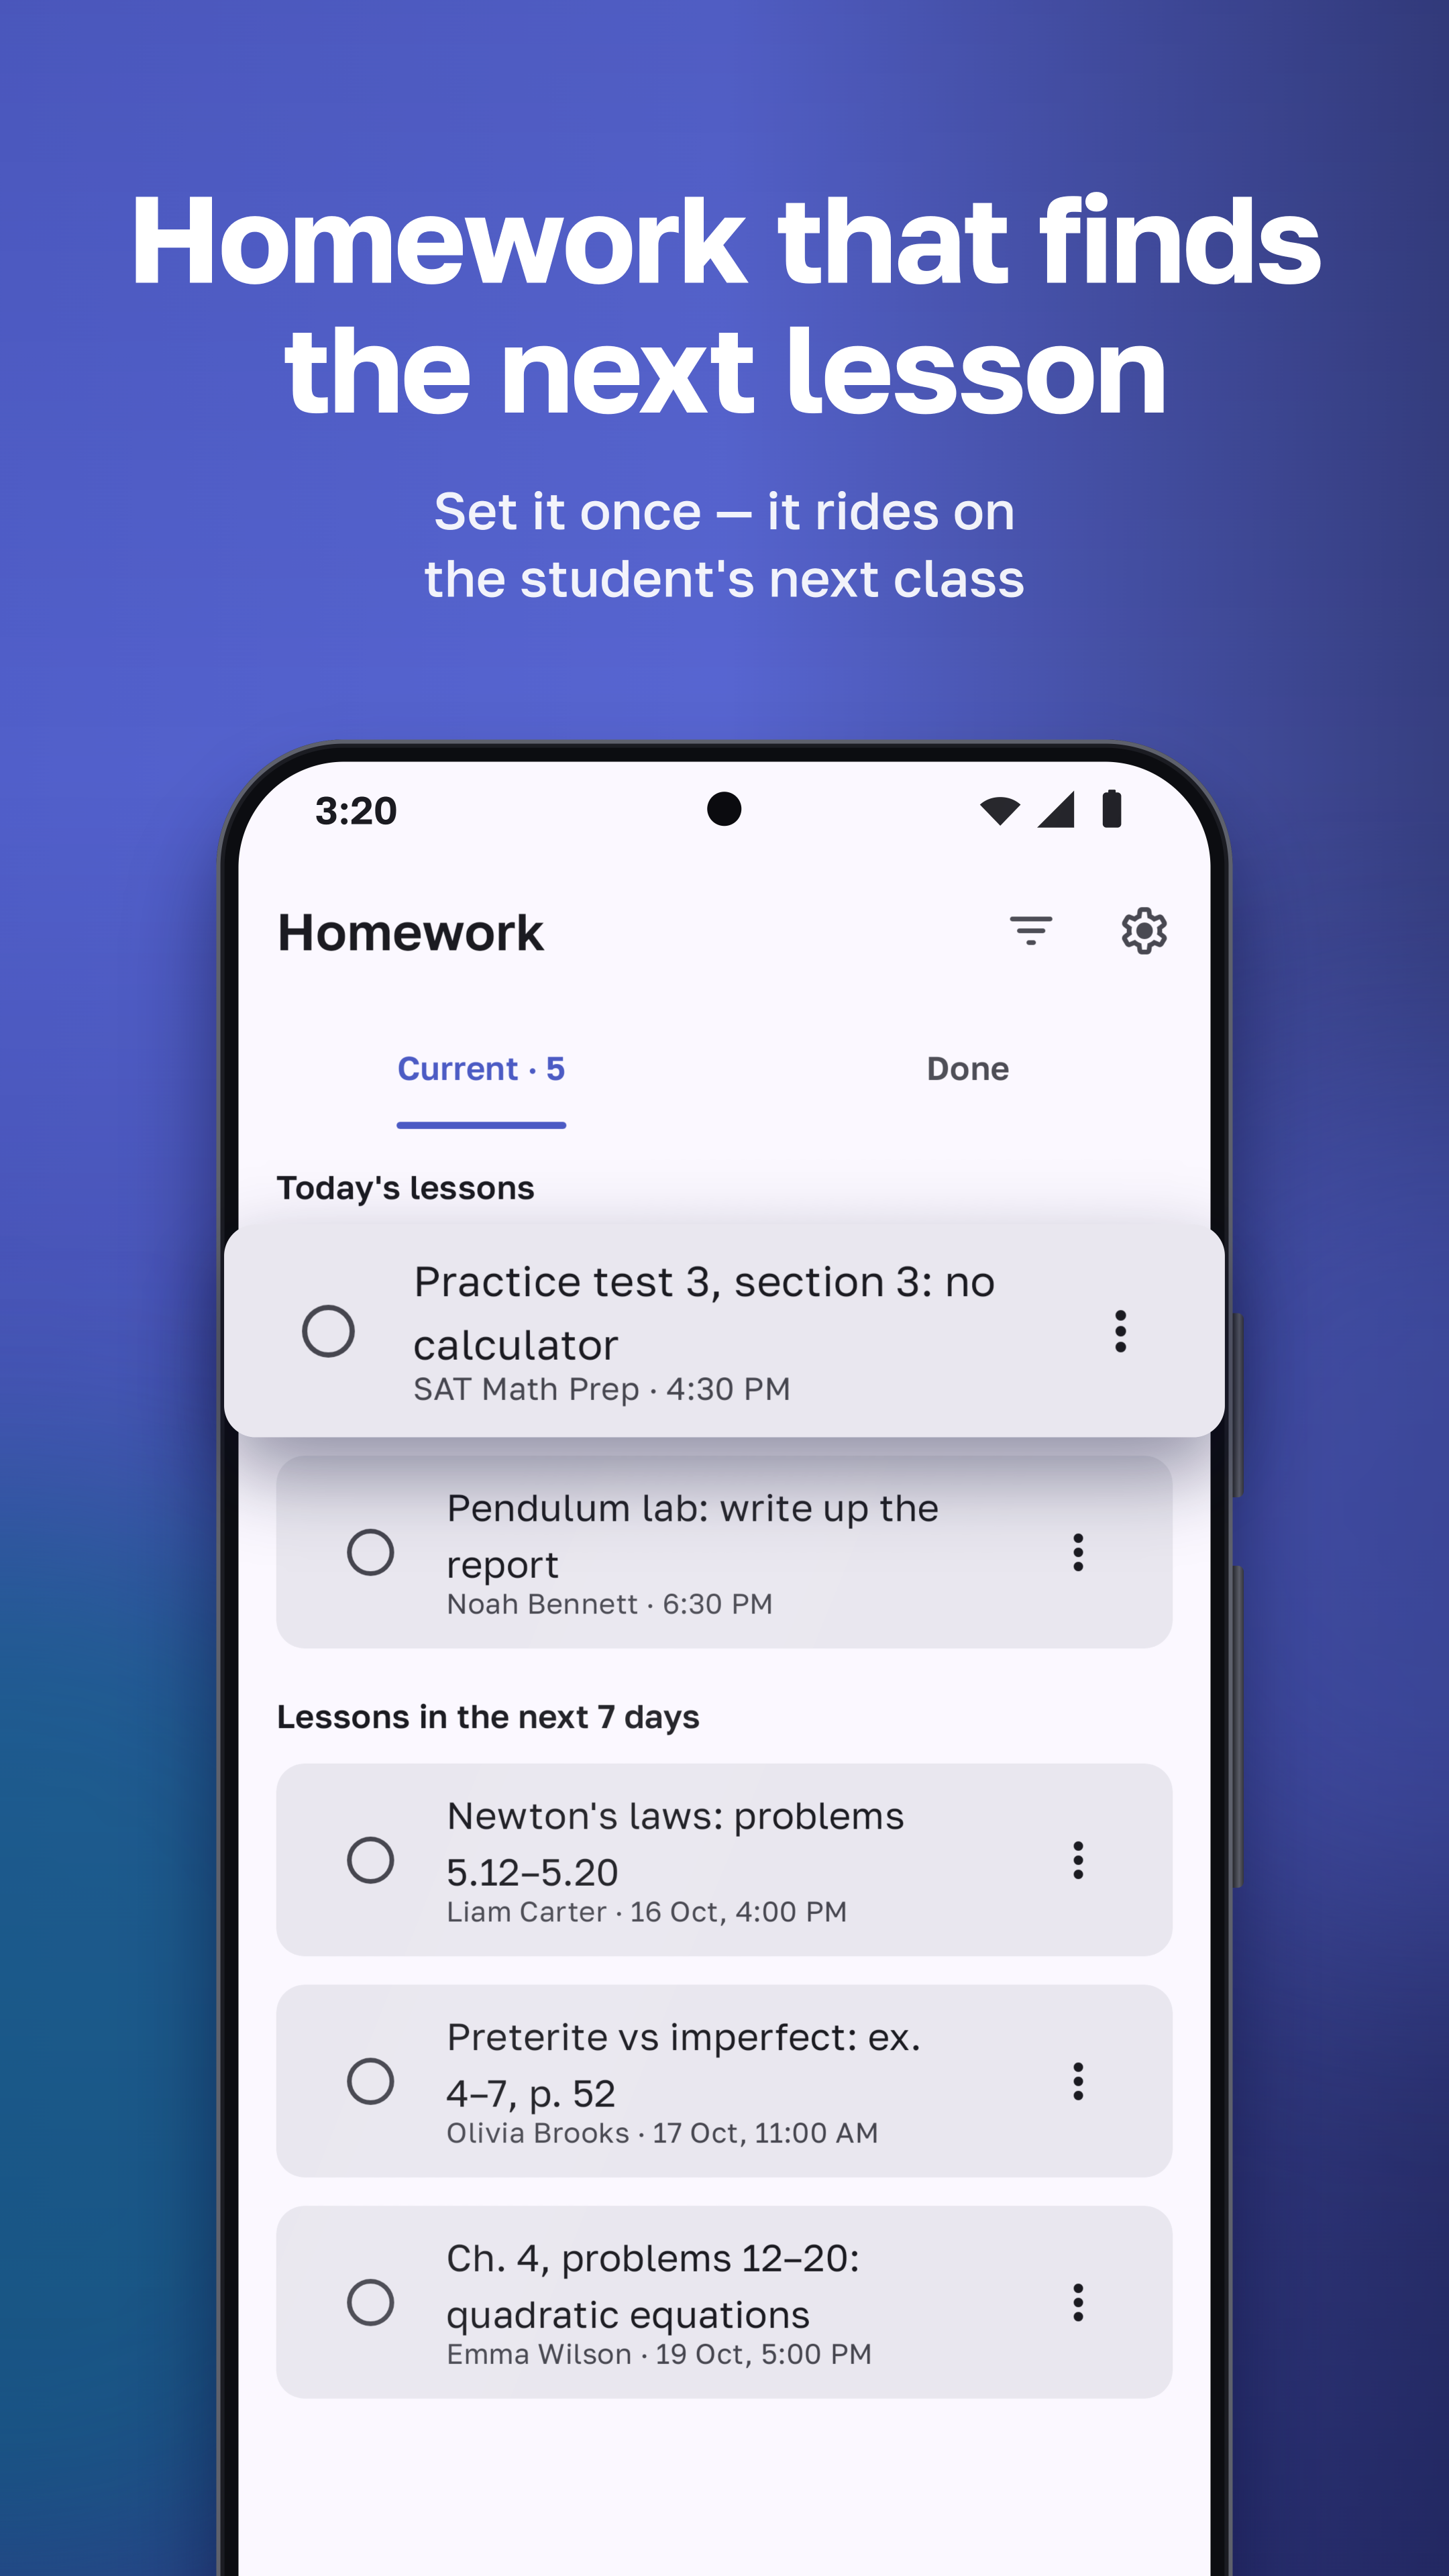 Homework that finds
the next lesson
Set it once — it rides on
the student's next class
3:20
Homework
Current · 5
Done
Today's lessons
Practice test 3, section 3: no
calculator
SAT Math Prep · 4:30 PM
Pendulum lab: write up the
report
Noah Bennett · 6:30 PM
Lessons in the next 7 days
Newton's laws: problems
5.12–5.20
Liam Carter · 16 Oct, 4:00 PM
Preterite vs imperfect: ex.
4–7, p. 52
Olivia Brooks · 17 Oct, 11:00 AM
Ch. 4, problems 12–20:
quadratic equations
Emma Wilson · 19 Oct, 5:00 PM